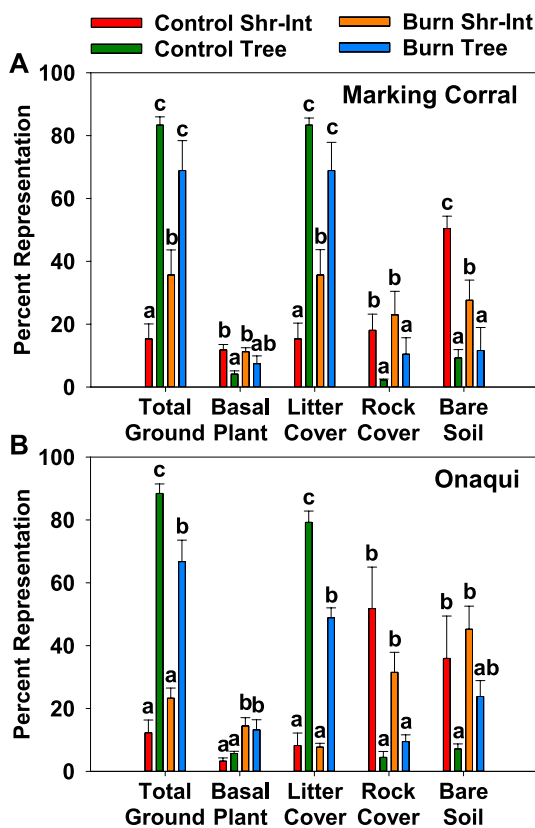 Control Shr-Int Burn Shr-Int
Control Tree Burn Tree
A
Marking Corral
Percent Representation
100
80
60
40
20
0
a c b c
b a b ab
a c b c
b a b a
c a b a
Total Ground
Basal Plant
Litter Cover
Rock Cover
Bare Soil
B
Onaqui
Percent Representation
100
80
60
40
20
0
a c a b
a a b b
a c a b
b a b a
b a b ab
Total Ground
Basal Plant
Litter Cover
Rock Cover
Bare Soil